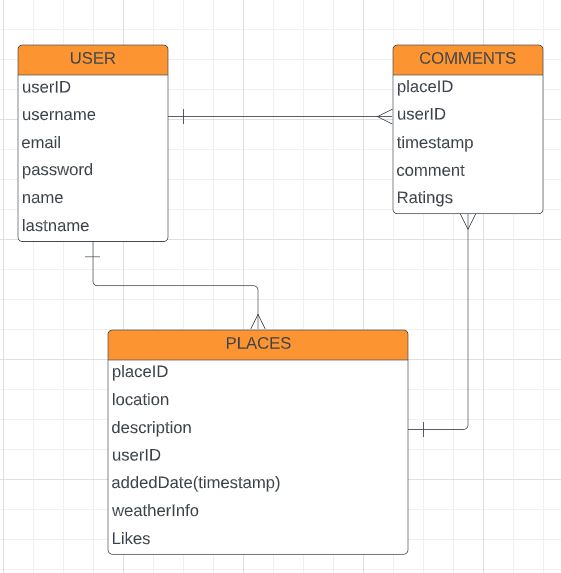 USER
userID
username
email
password
name
lastname
COMMENTS
placeID
userID
timestamp
comment
Ratings
PLACES
placeID
location
description
userID
addedDate(timestamp)
weatherInfo
Likes